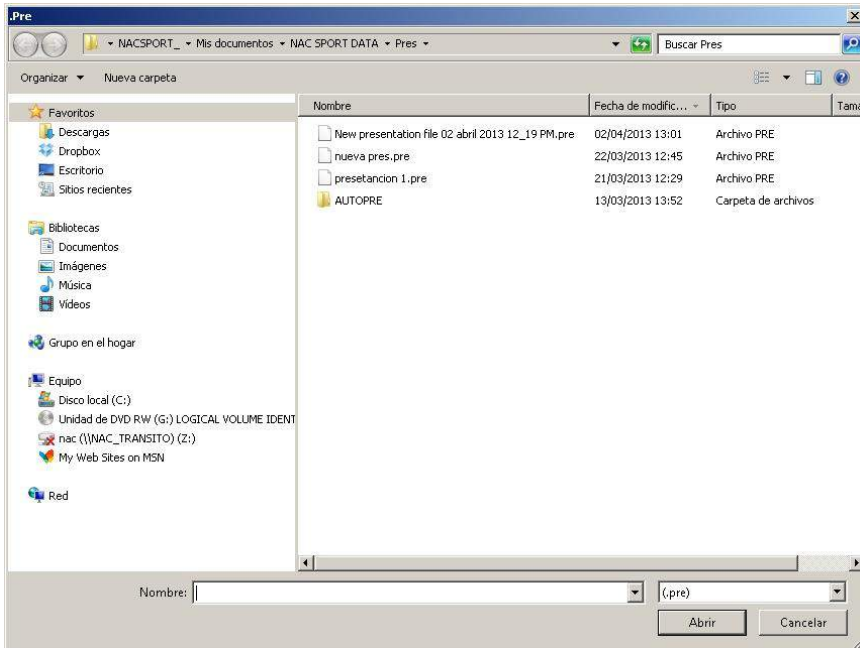 .Pre
NACSPORT_ Mis documentos NAC SPORT DATA Pres Buscar Pres
Organizar Nueva carpeta
Nombre Fecha de modific... Tipo Tama
Favoritos
Descargas
Dropbox
Escritorio
Sitios recientes
Bibliotecas
Documentos
Imágenes
Música
Vídeos
Grupo en el hogar
Equipo
Disco local (C:)
Unidad de DVD RW (G:) LOGICAL VOLUME IDENT
nac (\\NAC_TRANSITO) (Z:)
My Web Sites on MSN
Red
New presentation file 02 abril 2013 12_19 PM.pre 02/04/2013 13:01 Archivo PRE
nueva pres.pre 22/03/2013 12:45 Archivo PRE
presetancion 1.pre 21/03/2013 12:29 Archivo PRE
AUTOPRE 13/03/2013 13:52 Carpeta de archivos
Nombre: (.pre)
Abrir Cancelar